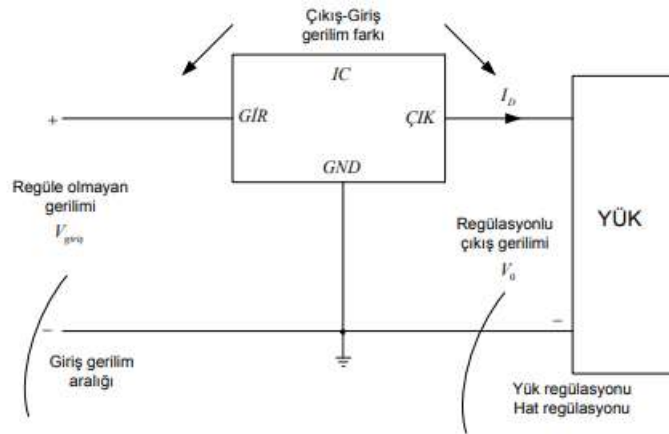 Çıkış-Giriş
gerilim farkı
IC
GİR
ÇIK
I_D
+
GND
Regüle olmayan
gerilimi
V_giriş
Regülasyonlu
çıkış gerilimi
V_0
YÜK
−
−
Giriş gerilim
aralığı
Yük regülasyonu
Hat regülasyonu